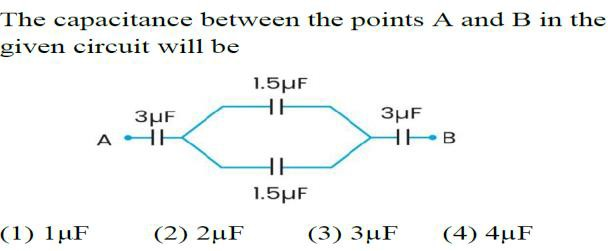 The capacitance between the points A and B in the
given circuit will be
1.5µF
3µF
3µF
A
B
1.5µF
(1) 1µF (2) 2µF (3) 3µF (4) 4µF